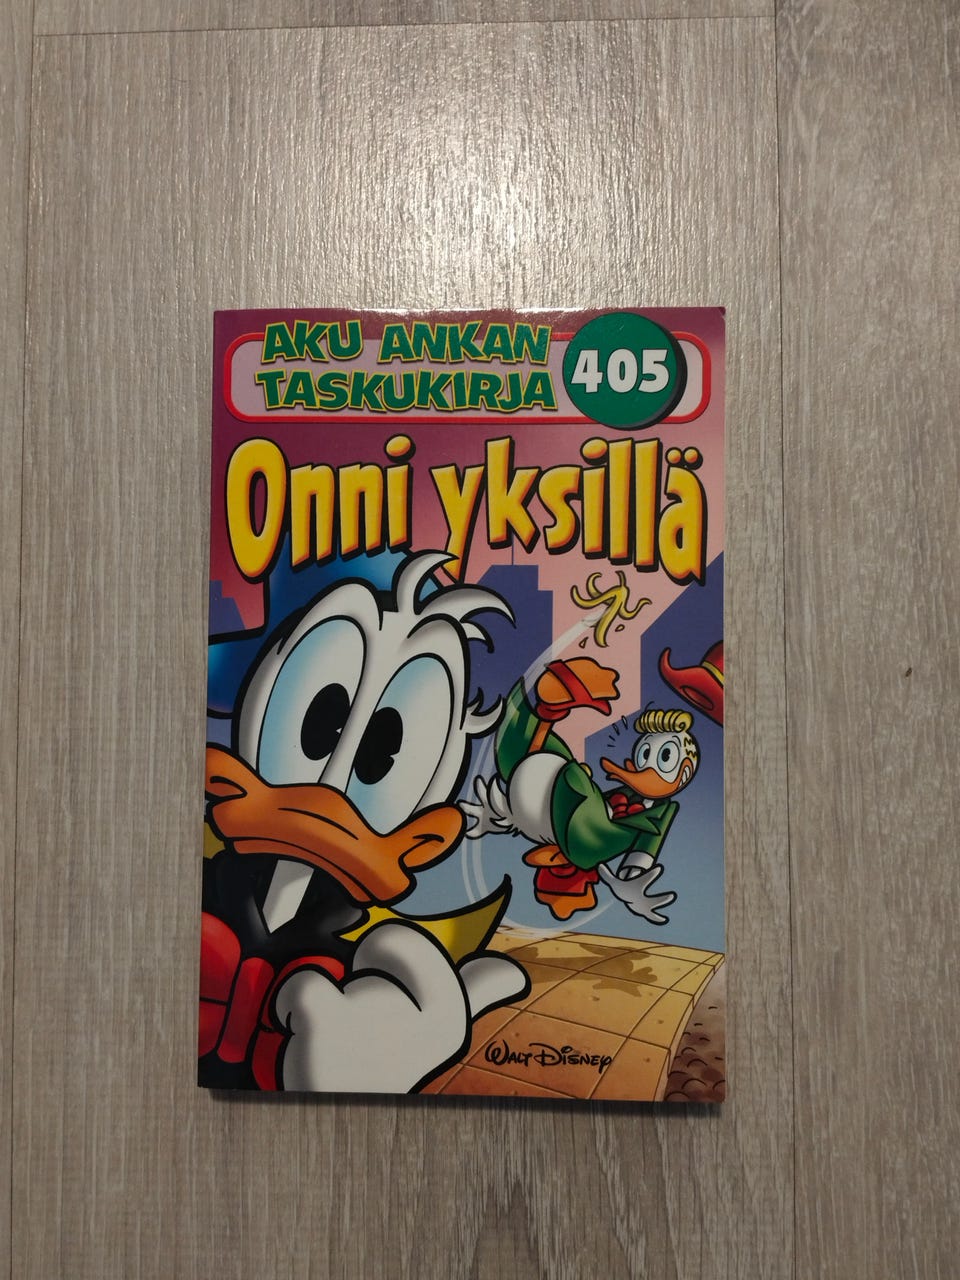 AKU ANKAN
TASKUKIRJA
405
Onni yksillä
WALT DISNEY